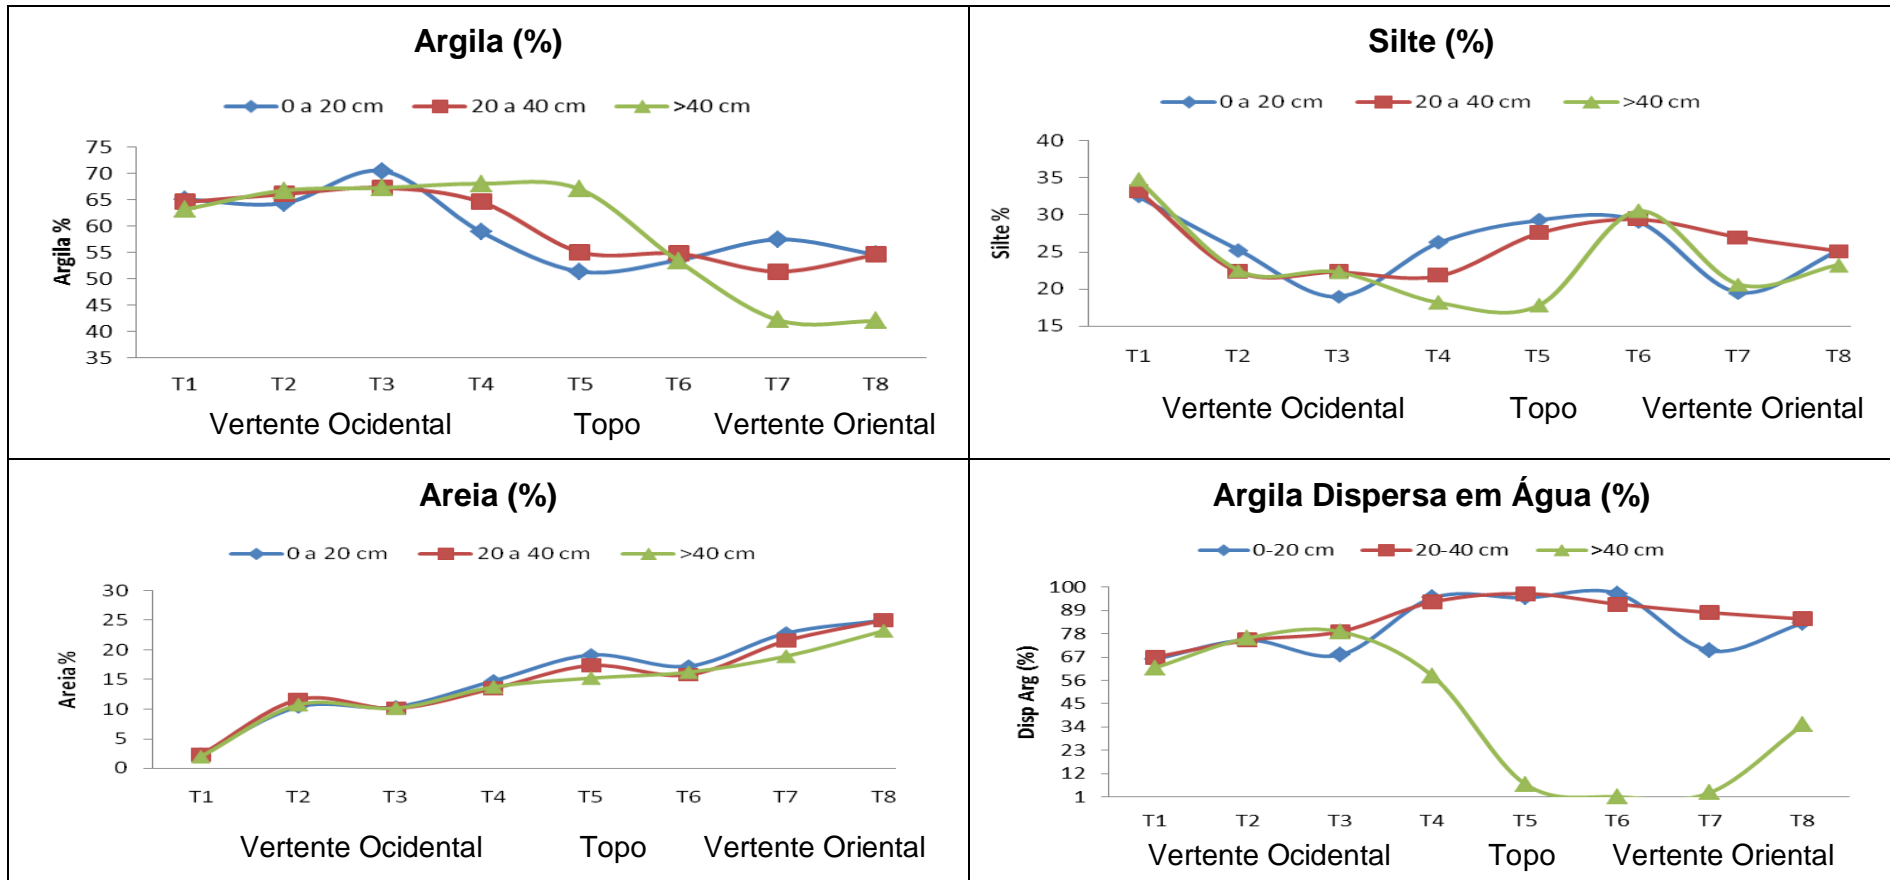 Argila (%)
0 a 20 cm 20 a 40 cm >40 cm
Argila %
75
70
65
60
55
50
45
40
35
T1 T2 T3 T4 T5 T6 T7 T8
Vertente Ocidental Topo Vertente Oriental
Silte (%)
0 a 20 cm 20 a 40 cm >40 cm
Silte %
40
35
30
25
20
15
T1 T2 T3 T4 T5 T6 T7 T8
Vertente Ocidental Topo Vertente Oriental
Areia (%)
0 a 20 cm 20 a 40 cm >40 cm
Areia %
30
25
20
15
10
5
0
T1 T2 T3 T4 T5 T6 T7 T8
Vertente Ocidental Topo Vertente Oriental
Argila Dispersa em Água (%)
0-20 cm 20-40 cm >40 cm
Disp Arg (%)
100
89
78
67
56
45
34
23
12
1
T1 T2 T3 T4 T5 T6 T7 T8
Vertente Ocidental Topo Vertente Oriental